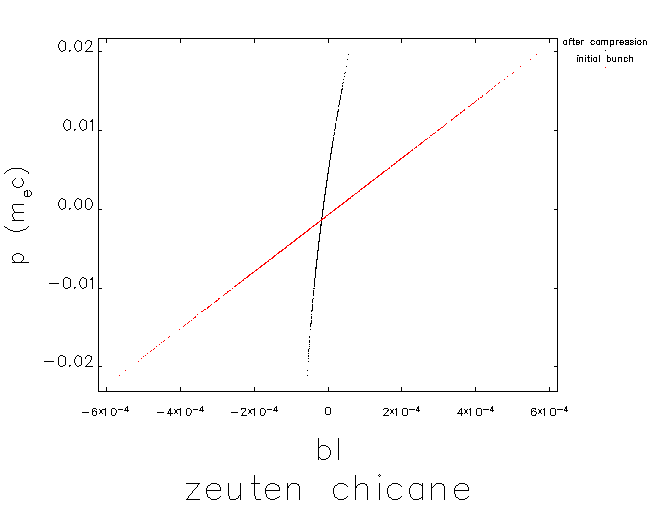 after compression
initial bunch
0.02
0.01
0.00
−0.01
−0.02
p (m_e c)
−6×10^-4 −4×10^-4 −2×10^-4 0 2×10^-4 4×10^-4 6×10^-4
bl
zeuten chicane